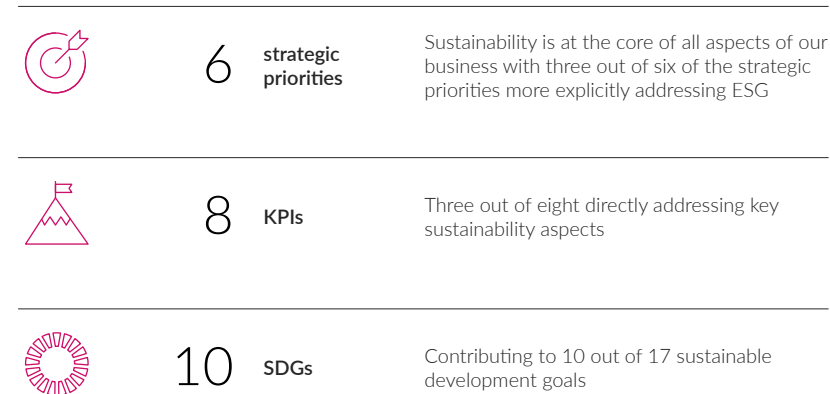 6
strategic
priorities
Sustainability is at the core of all aspects of our
business with three out of six of the strategic
priorities more explicitly addressing ESG
8
KPIs
Three out of eight directly addressing key
sustainability aspects
10
SDGs
Contributing to 10 out of 17 sustainable
development goals